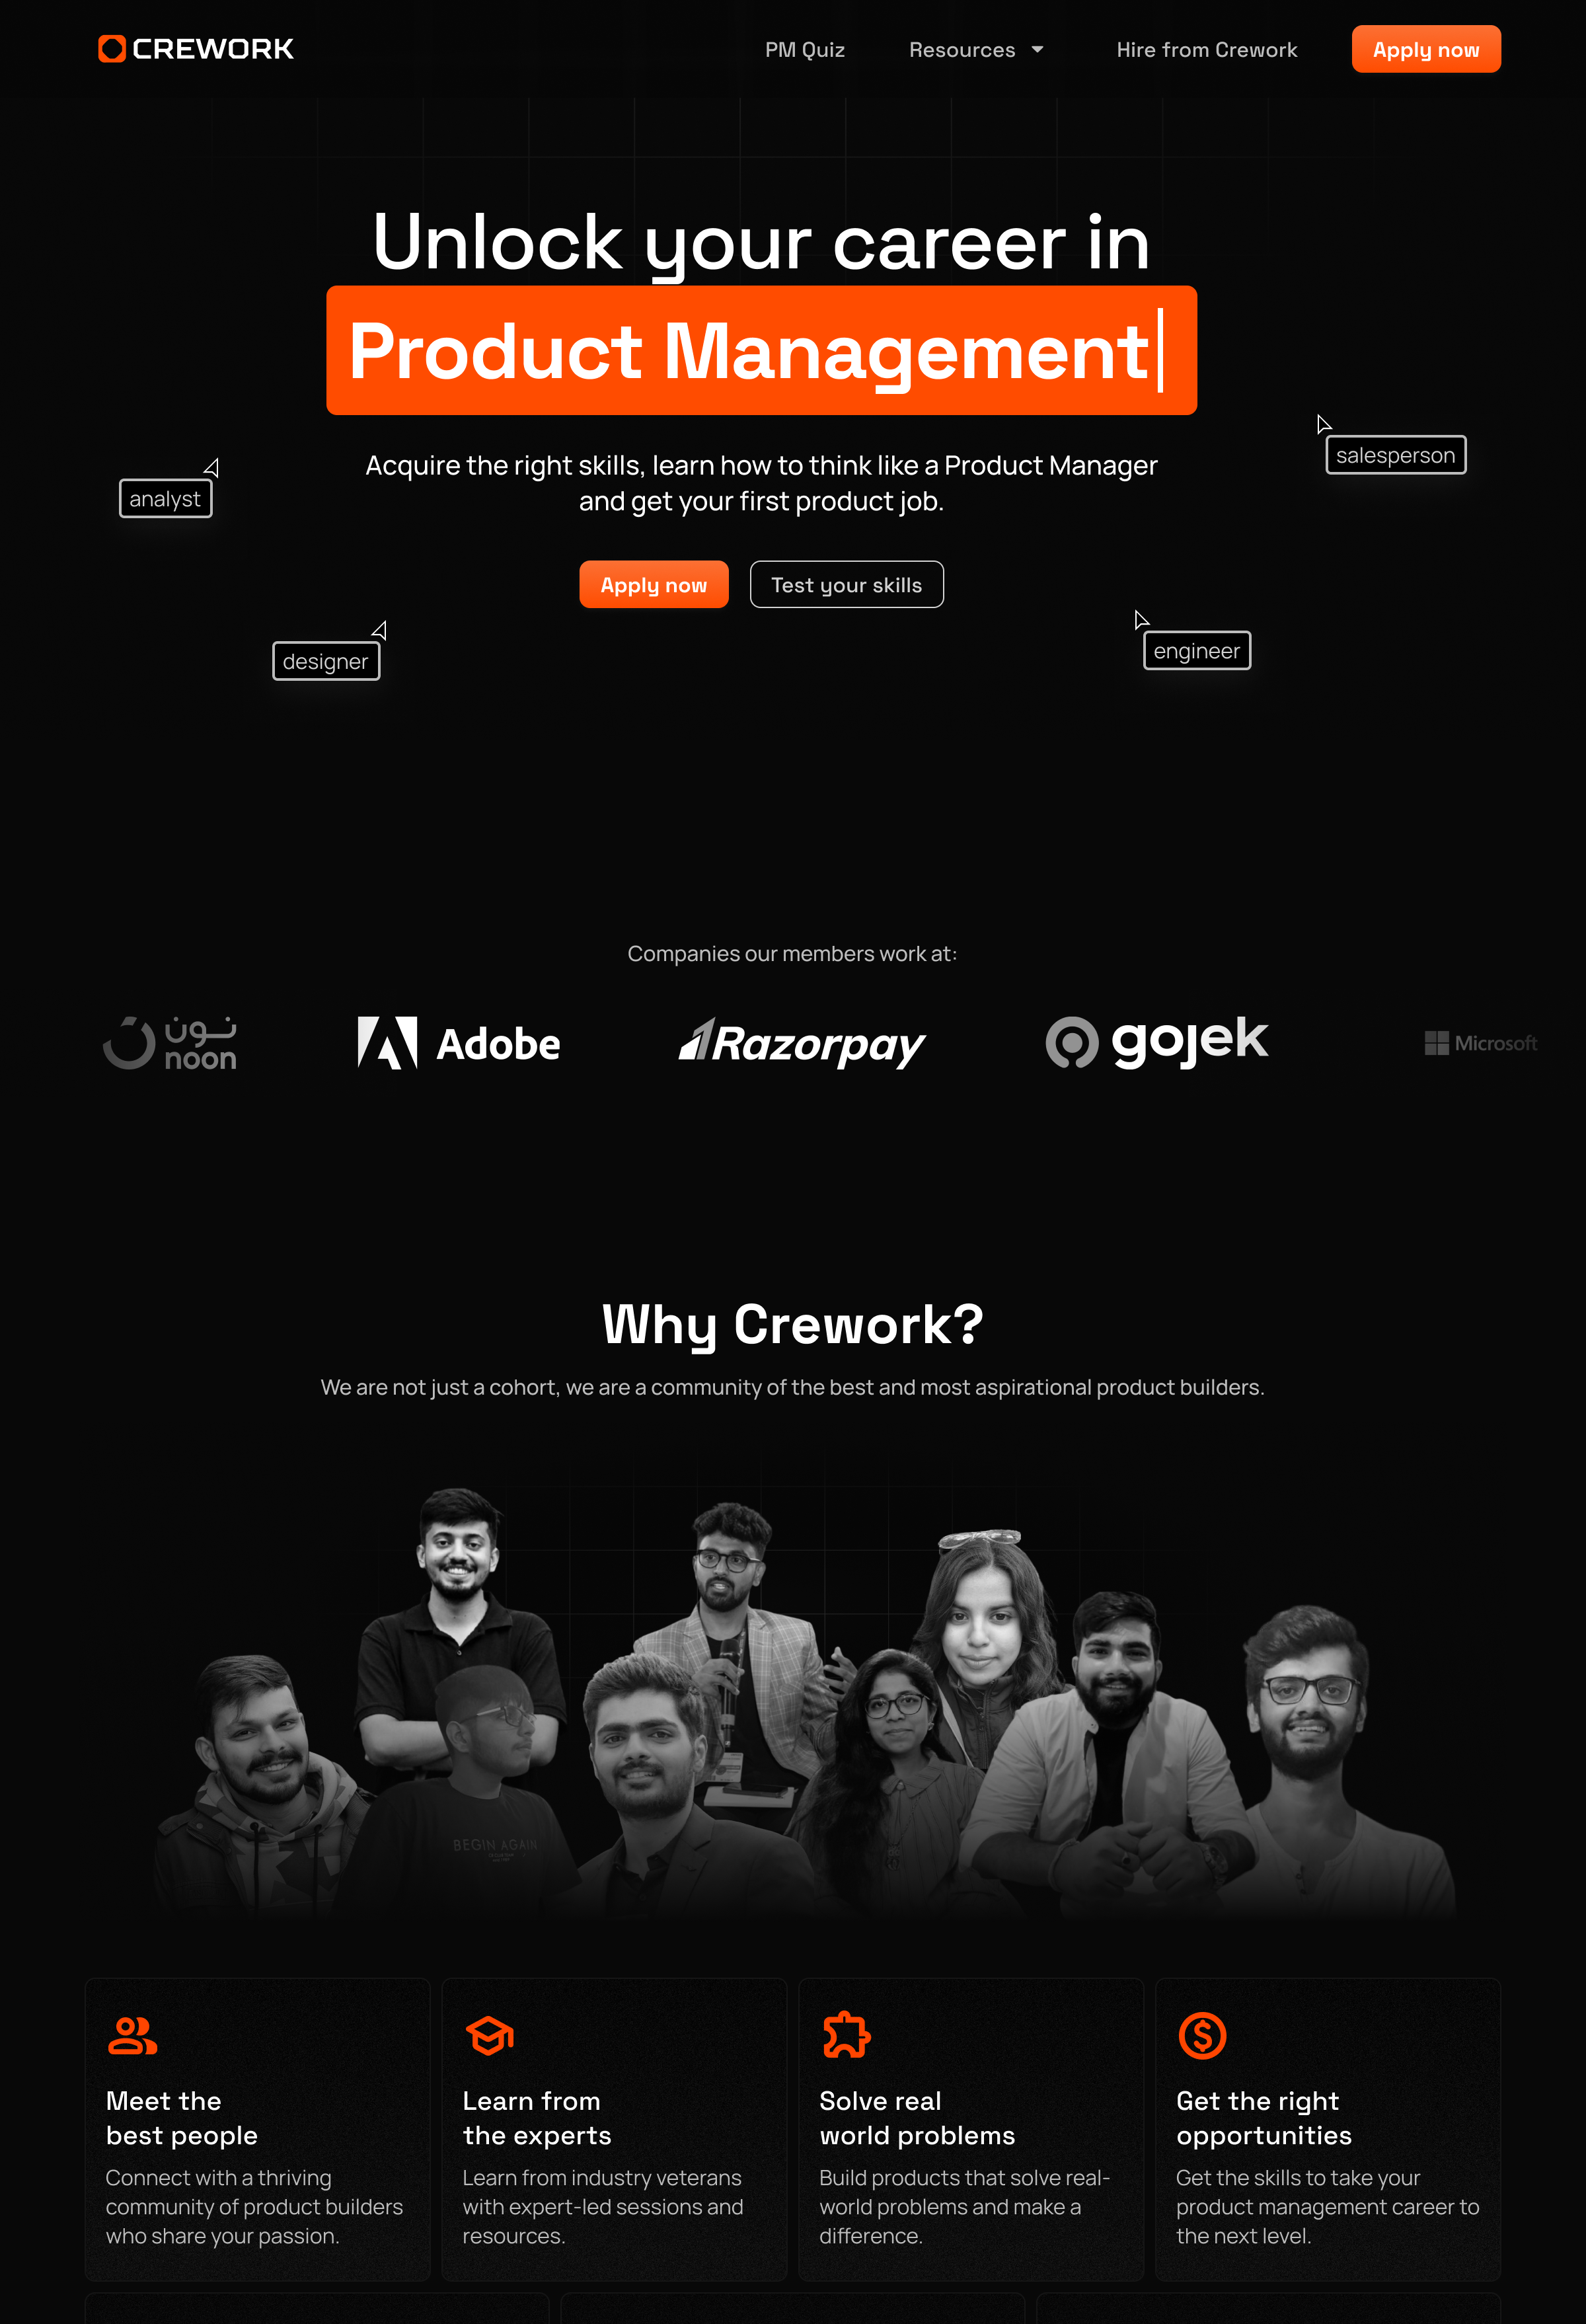 CREWORK
PM Quiz
Resources
Hire from Crework
Apply now
Unlock your career in
Product Management
Acquire the right skills, learn how to think like a Product Manager
and get your first product job.
analyst
salesperson
Apply now
Test your skills
designer
engineer
Companies our members work at:
نون
noon
Adobe
Razorpay
gojek
Microsoft
Why Crework?
We are not just a cohort, we are a community of the best and most aspirational product builders.
BEGIN AGAIN
Meet the
best people
Connect with a thriving
community of product builders
who share your passion.
Learn from
the experts
Learn from industry veterans
with expert-led sessions and
resources.
Solve real
world problems
Build products that solve real-
world problems and make a
difference.
Get the right
opportunities
Get the skills to take your
product management career to
the next level.